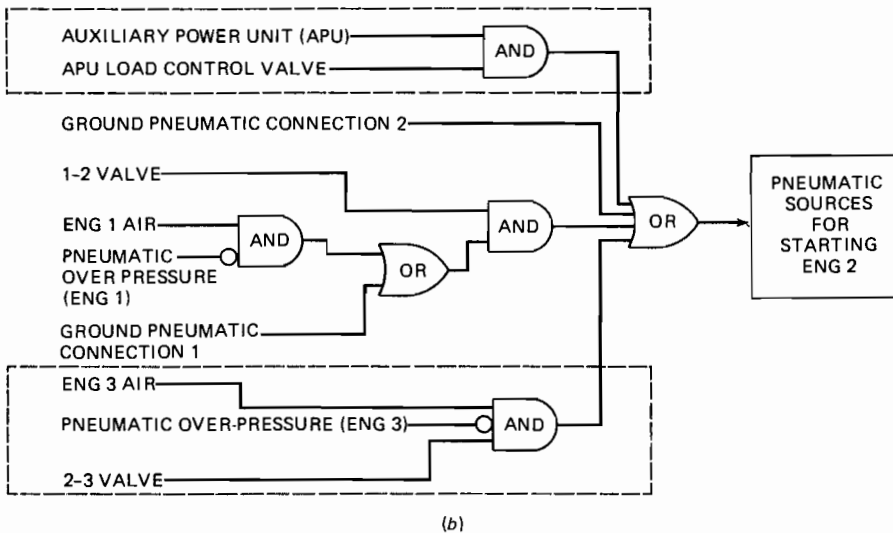 AUXILIARY POWER UNIT (APU)
AND
APU LOAD CONTROL VALVE
GROUND PNEUMATIC CONNECTION 2
1-2 VALVE
AND
ENG 1 AIR
AND
PNEUMATIC
OVER PRESSURE
(ENG 1)
OR
GROUND PNEUMATIC
CONNECTION 1
OR
PNEUMATIC
SOURCES
FOR
STARTING
ENG 2
ENG 3 AIR
PNEUMATIC OVER-PRESSURE (ENG 3)
AND
2-3 VALVE
(b)